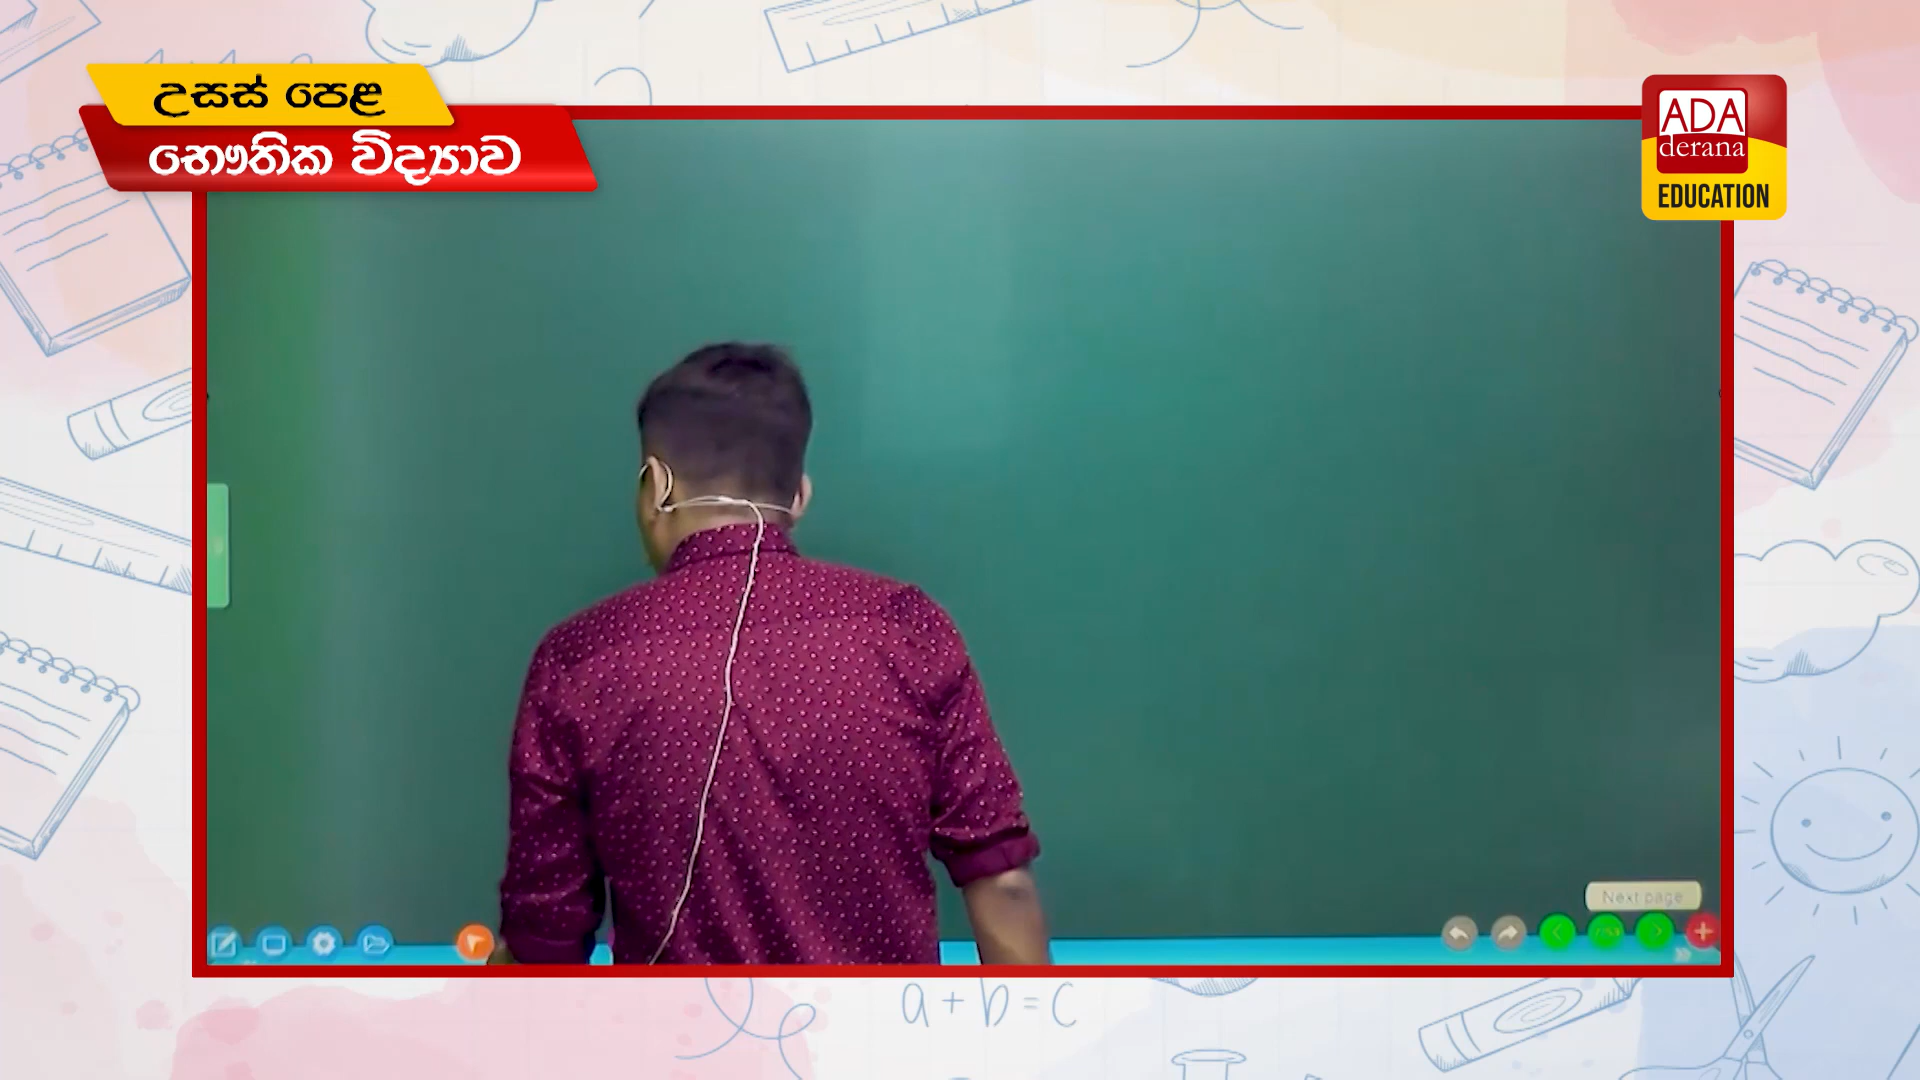 උසස් පෙළ
භෞතික විද්‍යාව
ADA
derana
EDUCATION
Next page
a + b = c